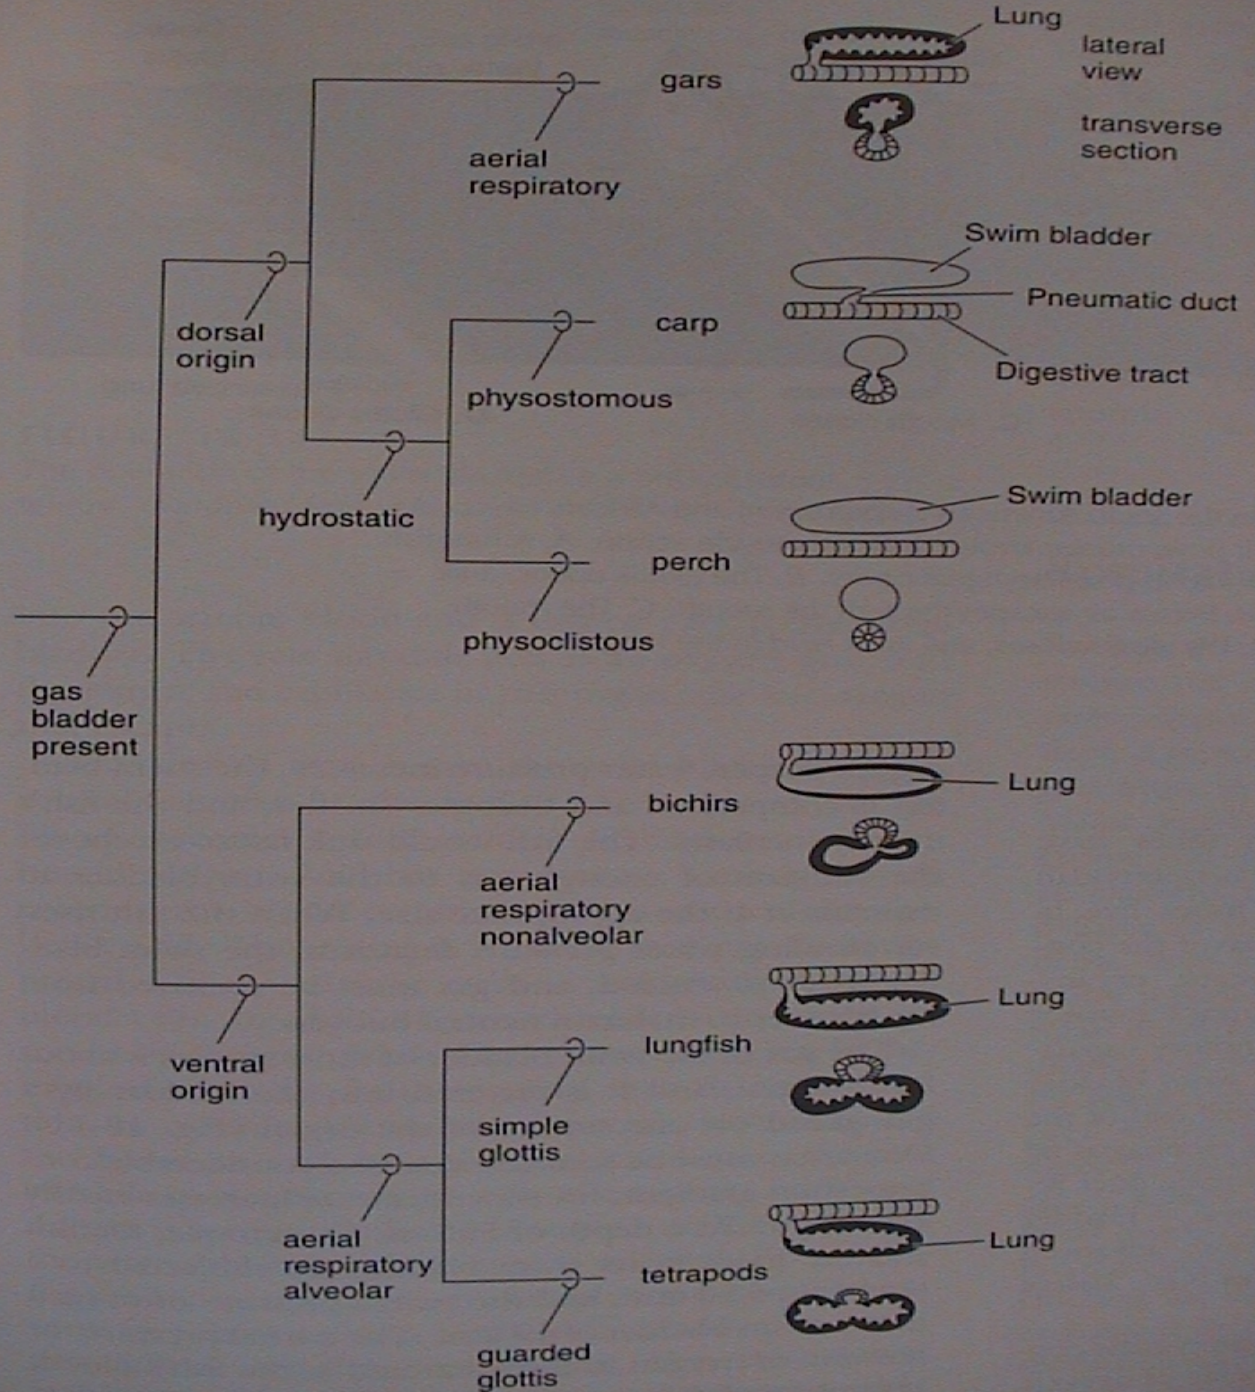 Lung
lateral
view
gars
transverse
section
aerial
respiratory
Swim bladder
Pneumatic duct
carp
dorsal
origin
Digestive tract
physostomous
Swim bladder
hydrostatic
perch
physoclistous
gas
bladder
present
Lung
bichirs
aerial
respiratory
nonalveolar
Lung
lungfish
ventral
origin
simple
glottis
aerial
respiratory
alveolar
Lung
tetrapods
guarded
glottis